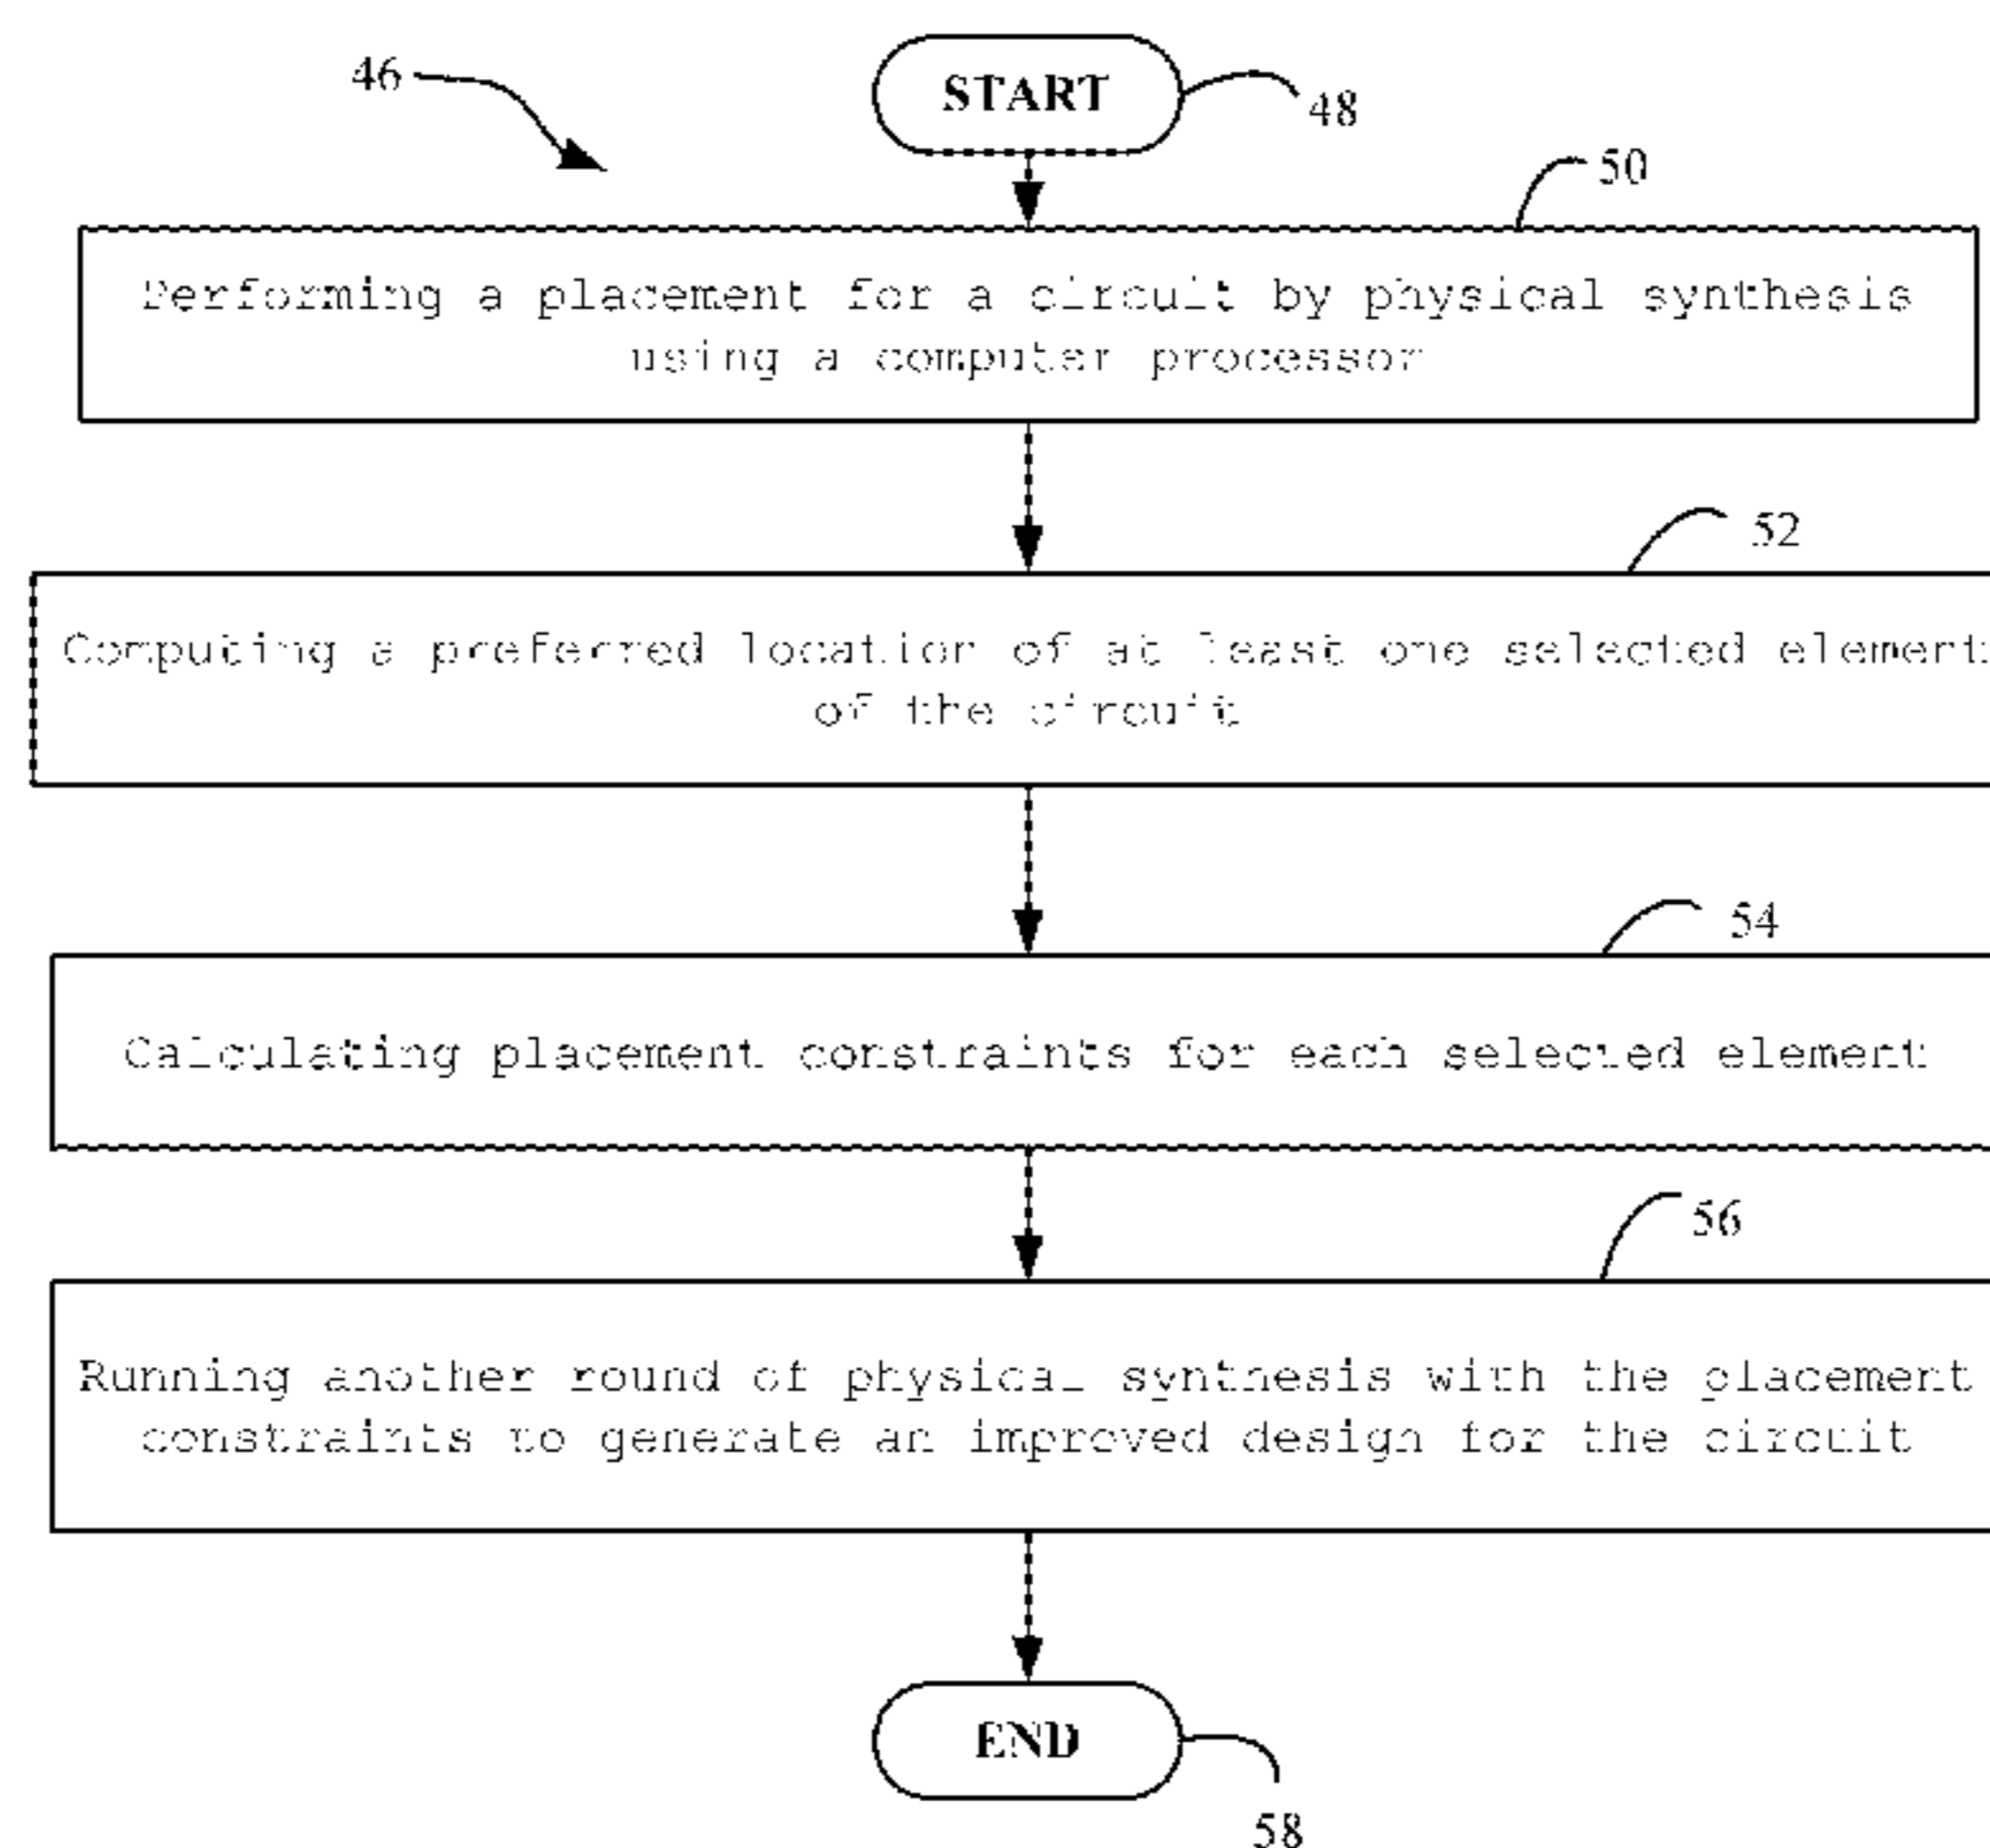 46
START
48
50
Performing a placement for a circuit by physical synthesis
using a computer processor
52
Computing a preferred location of at least one selected element
of the circuit
54
Calculating placement constraints for each selected element
56
Running another round of physical synthesis with the placement
constraints to generate an improved design for the circuit
END
58